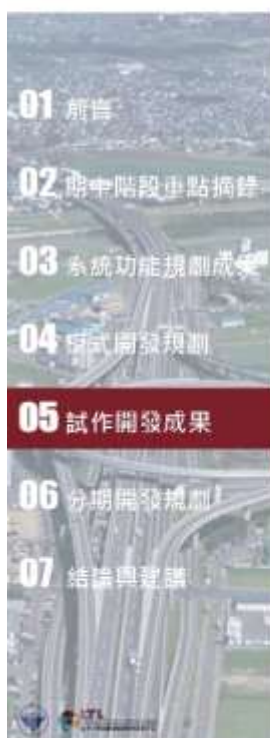 01 前言
02 期中階段重點摘錄
03 系統功能規劃成果
04 程式開發規劃
05 試作開發成果
06 分期開發規劃
07 結論與建議